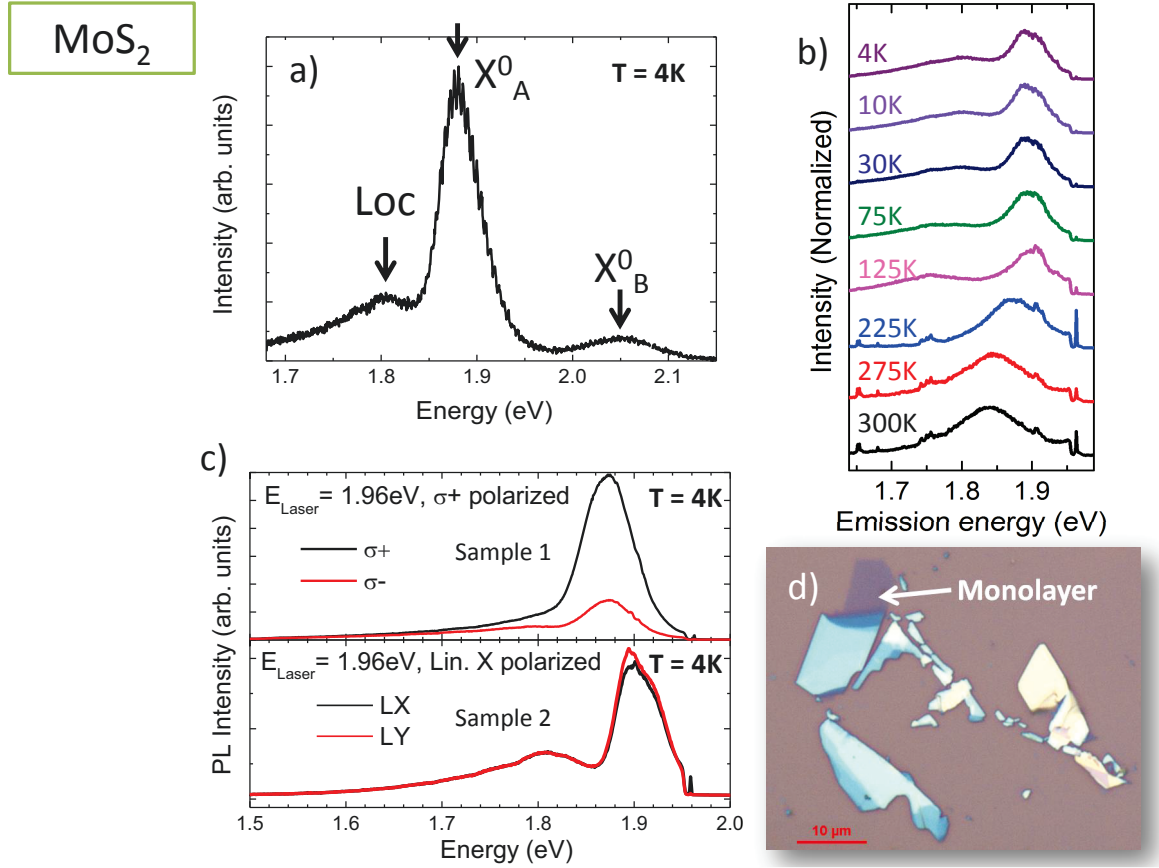 MoS2
a)
X0A
T = 4K
Loc
X0B
Intensity (arb. units)
1.7 1.8 1.9 2.0 2.1
Energy (eV)
b)
4K
10K
30K
75K
125K
225K
275K
300K
Intensity (Normalized)
1.7 1.8 1.9
Emission energy (eV)
c)
ELaser= 1.96eV, σ+ polarized
T = 4K
σ+
σ-
Sample 1
ELaser = 1.96eV, Lin. X polarized
T = 4K
LX
LY
Sample 2
PL Intensity (arb. units)
1.5 1.6 1.7 1.8 1.9 2.0
Energy (eV)
d)
Monolayer
10 μm